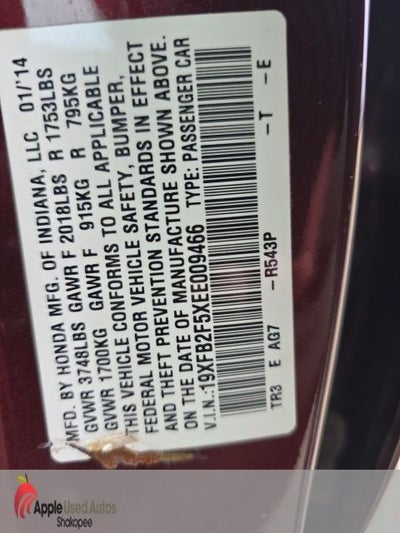 MFD. BY HONDA MFG. OF INDIANA, LLC 01/'14
GVWR 3748LBS GAWR F 2018LBS R 1753LBS
GVWR 1700KG GAWR F 915KG R 795KG
THIS VEHICLE CONFORMS TO ALL APPLICABLE
FEDERAL MOTOR VEHICLE SAFETY, BUMPER,
AND THEFT PREVENTION STANDARDS IN EFFECT
ON THE DATE OF MANUFACTURE SHOWN ABOVE.
V.I.N.:19XFB2F5XEE009466 TYPE: PASSENGER CAR
TR3 E AG7 -R543P -T -E
Apple Used Autos
Shakopee